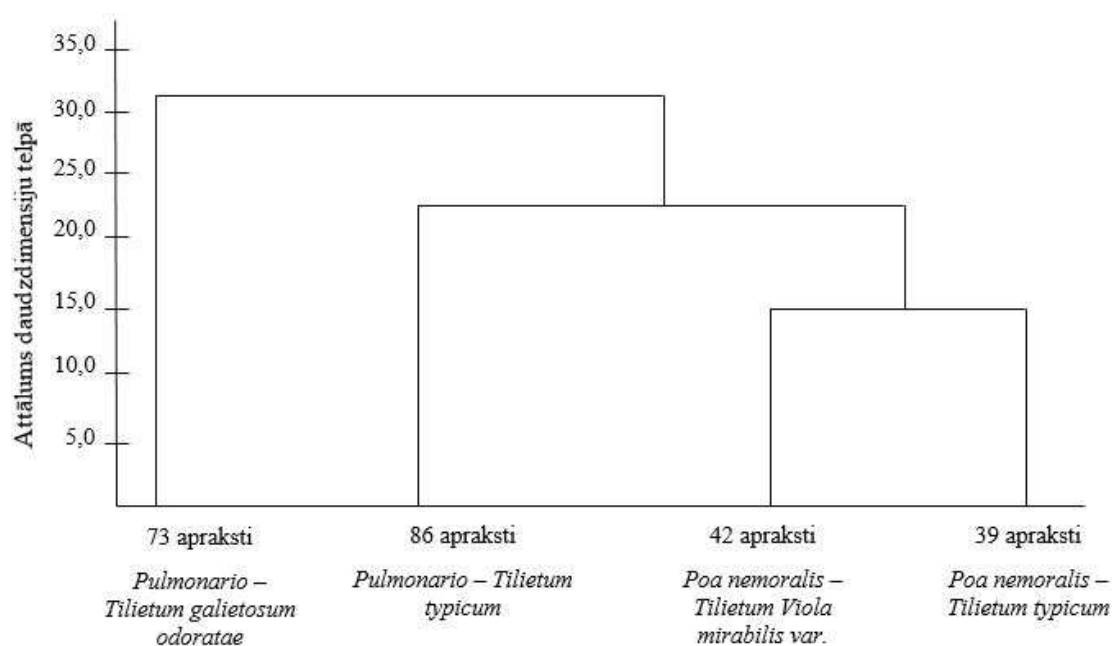 Attālums daudzdimensiju telpā
35,0
30,0
25,0
20,0
15,0
10,0
5,0
73 apraksti
Pulmonario –
Tilietum galietosum
odoratae
86 apraksti
Pulmonario – Tilietum
typicum
42 apraksti
Poa nemoralis –
Tilietum Viola
mirabilis var.
39 apraksti
Poa nemoralis –
Tilietum typicum